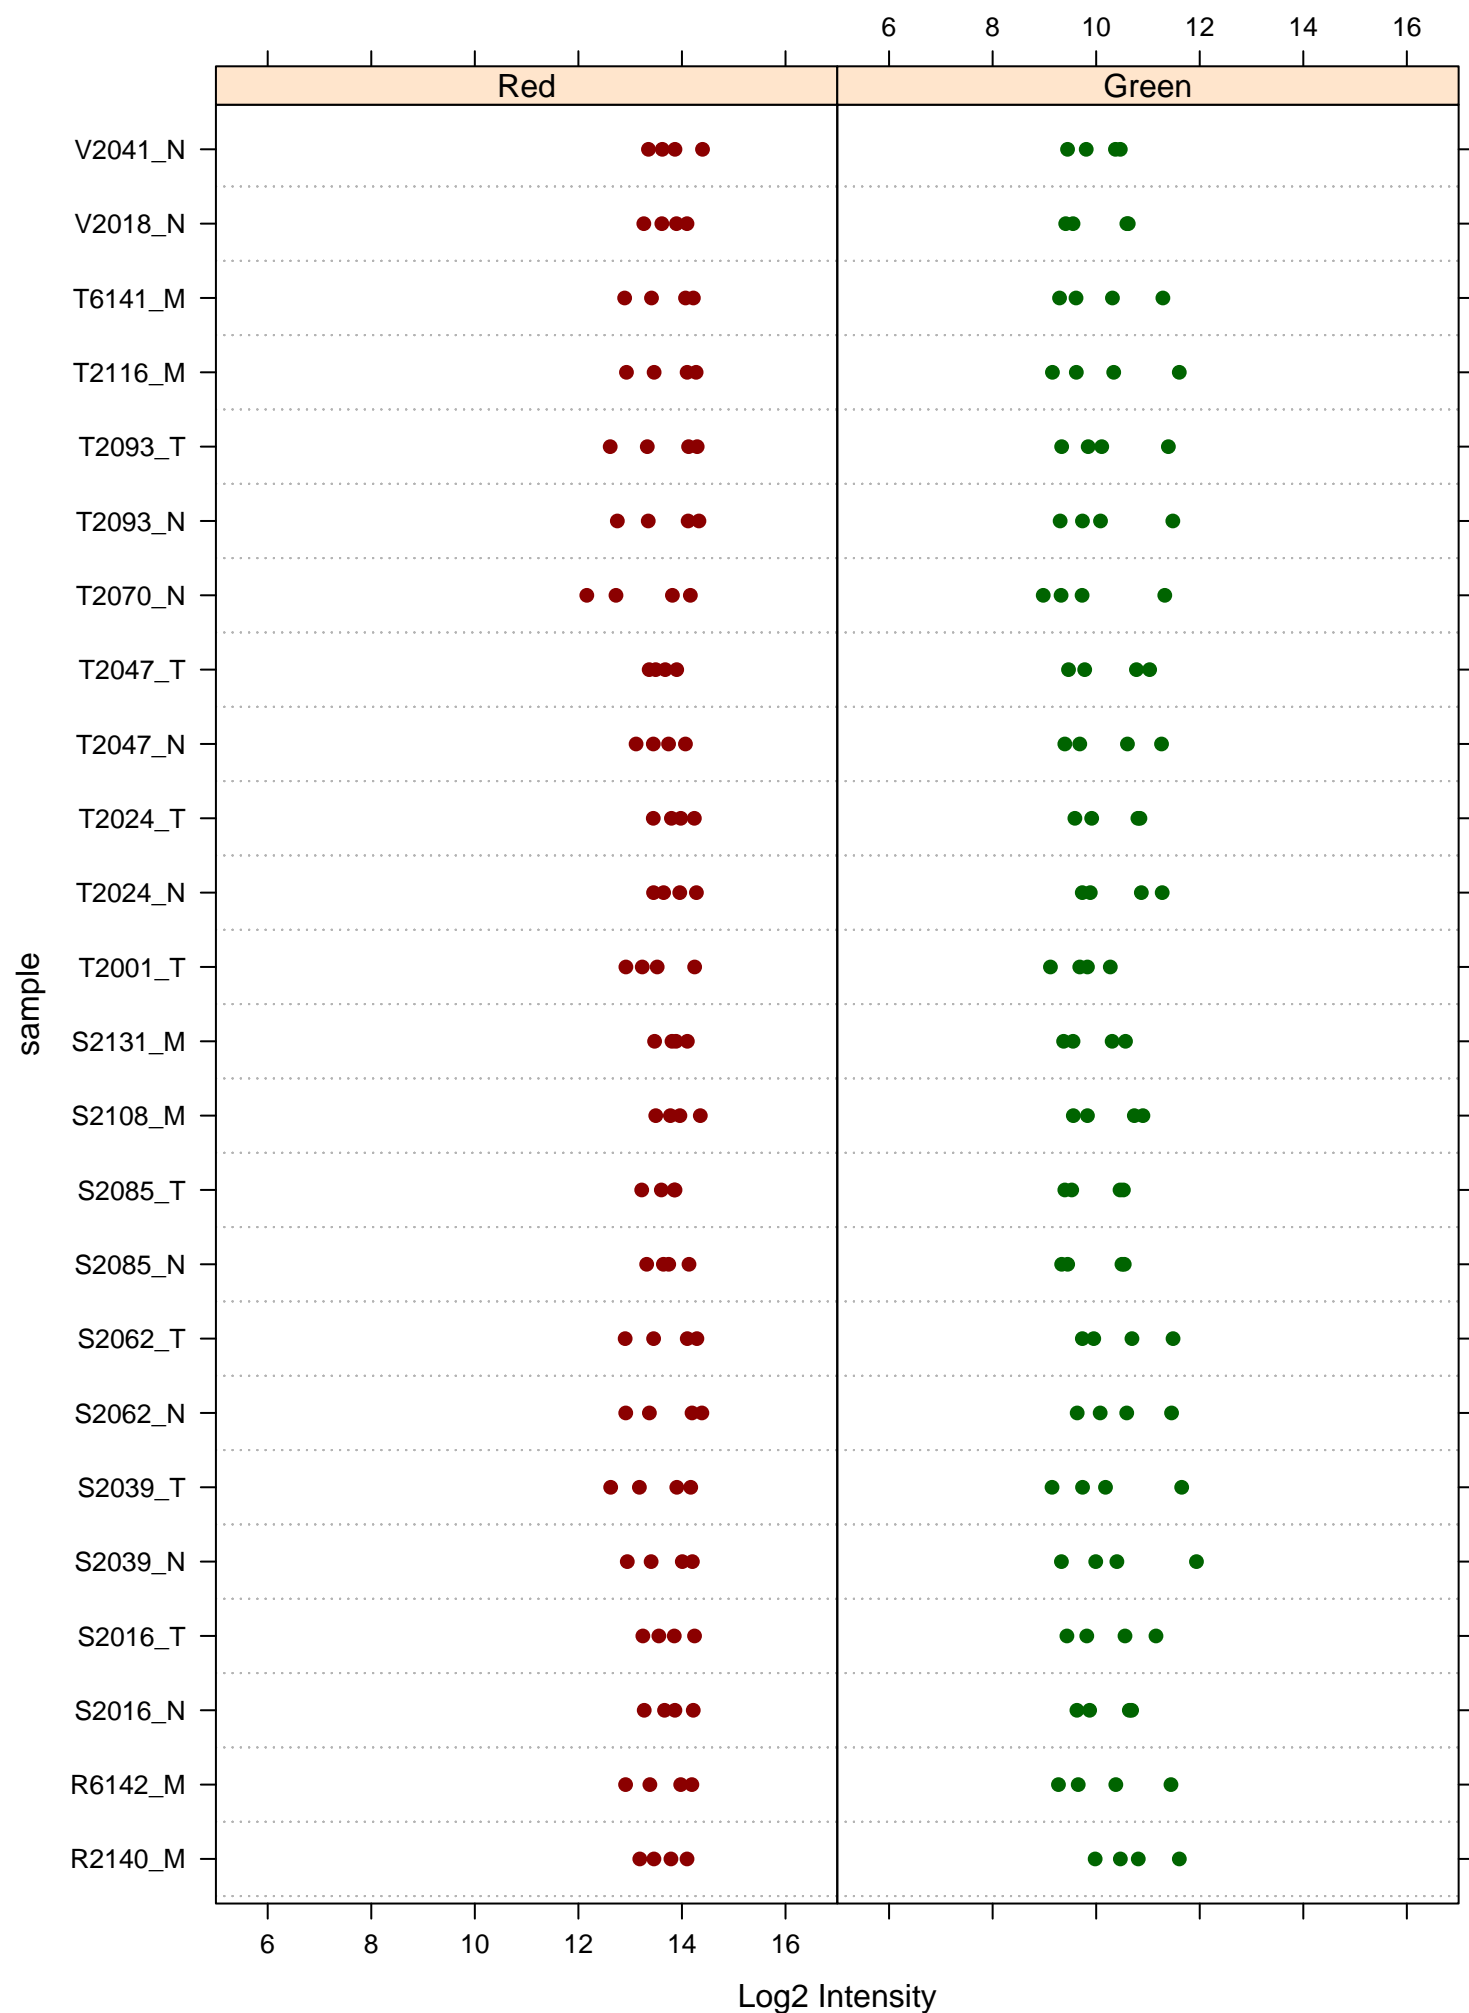 6 8 10 12 14 16
Red Green
V2041_N
V2018_N
T6141_M
T2116_M
T2093_T
T2093_N
T2070_N
T2047_T
T2047_N
T2024_T
T2024_N
T2001_T
S2131_M
S2108_M
S2085_T
S2085_N
S2062_T
S2062_N
S2039_T
S2039_N
S2016_T
S2016_N
R6142_M
R2140_M
sample
6 8 10 12 14 16
Log2 Intensity